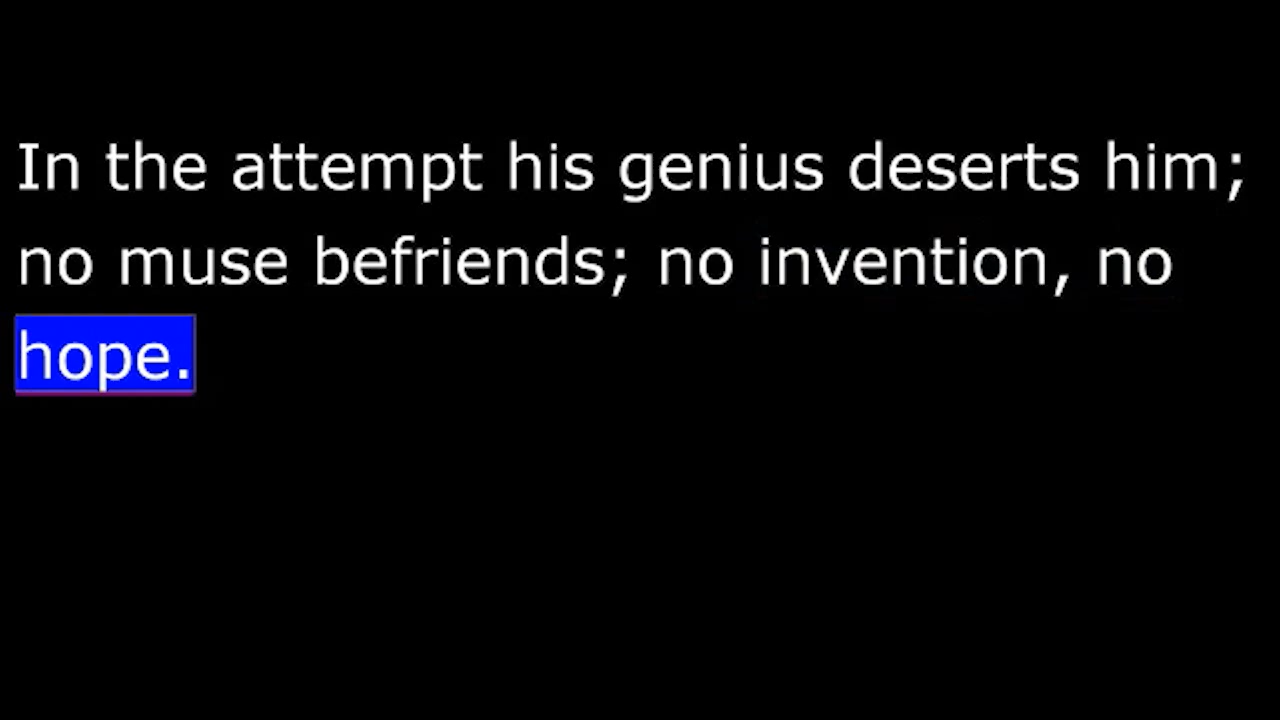 In the attempt his genius deserts him;
no muse befriends; no invention, no
hope.